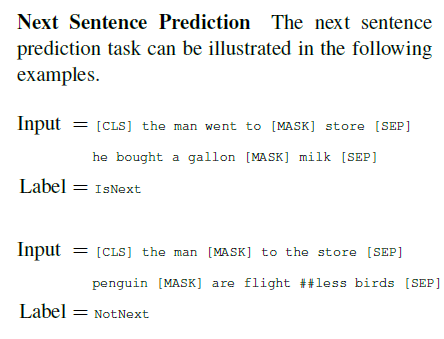 Next Sentence Prediction The next sentence
prediction task can be illustrated in the following
examples.
Input = [CLS] the man went to [MASK] store [SEP]
he bought a gallon [MASK] milk [SEP]
Label = IsNext
Input = [CLS] the man [MASK] to the store [SEP]
penguin [MASK] are flight ##less birds [SEP]
Label = NotNext